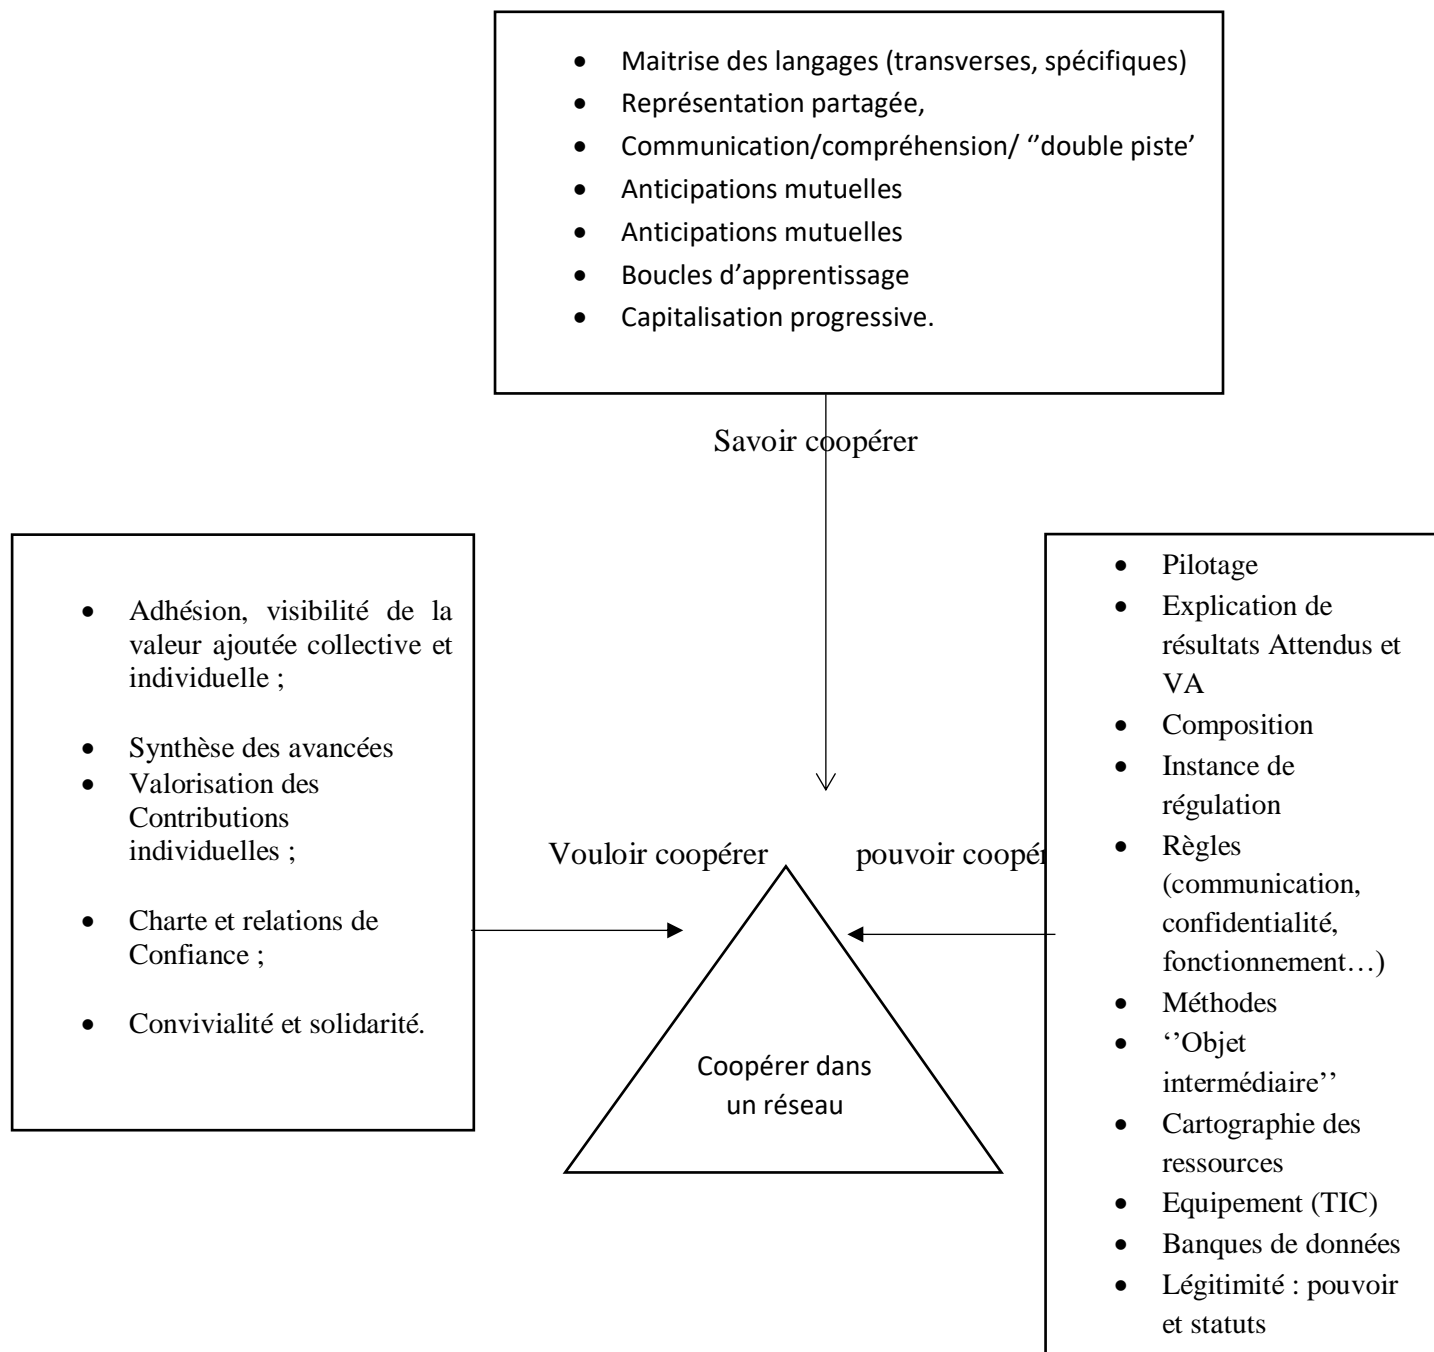 • Maitrise des langages (transverses, spécifiques)
• Représentation partagée,
• Communication/compréhension/ ‘’double piste’
• Anticipations mutuelles
• Anticipations mutuelles
• Boucles d’apprentissage
• Capitalisation progressive.
Savoir coopérer
• Adhésion, visibilité de la
valeur ajoutée collective et
individuelle ;
• Synthèse des avancées
• Valorisation des
Contributions
individuelles ;
• Charte et relations de
Confiance ;
• Convivialité et solidarité.
Vouloir coopérer
pouvoir coopér
Coopérer dans
un réseau
• Pilotage
• Explication de
résultats Attendus et
VA
• Composition
• Instance de
régulation
• Règles
(communication,
confidentialité,
fonctionnement…)
• Méthodes
• ‘’Objet
intermédiaire’’
• Cartographie des
ressources
• Equipement (TIC)
• Banques de données
• Légitimité : pouvoir
et statuts